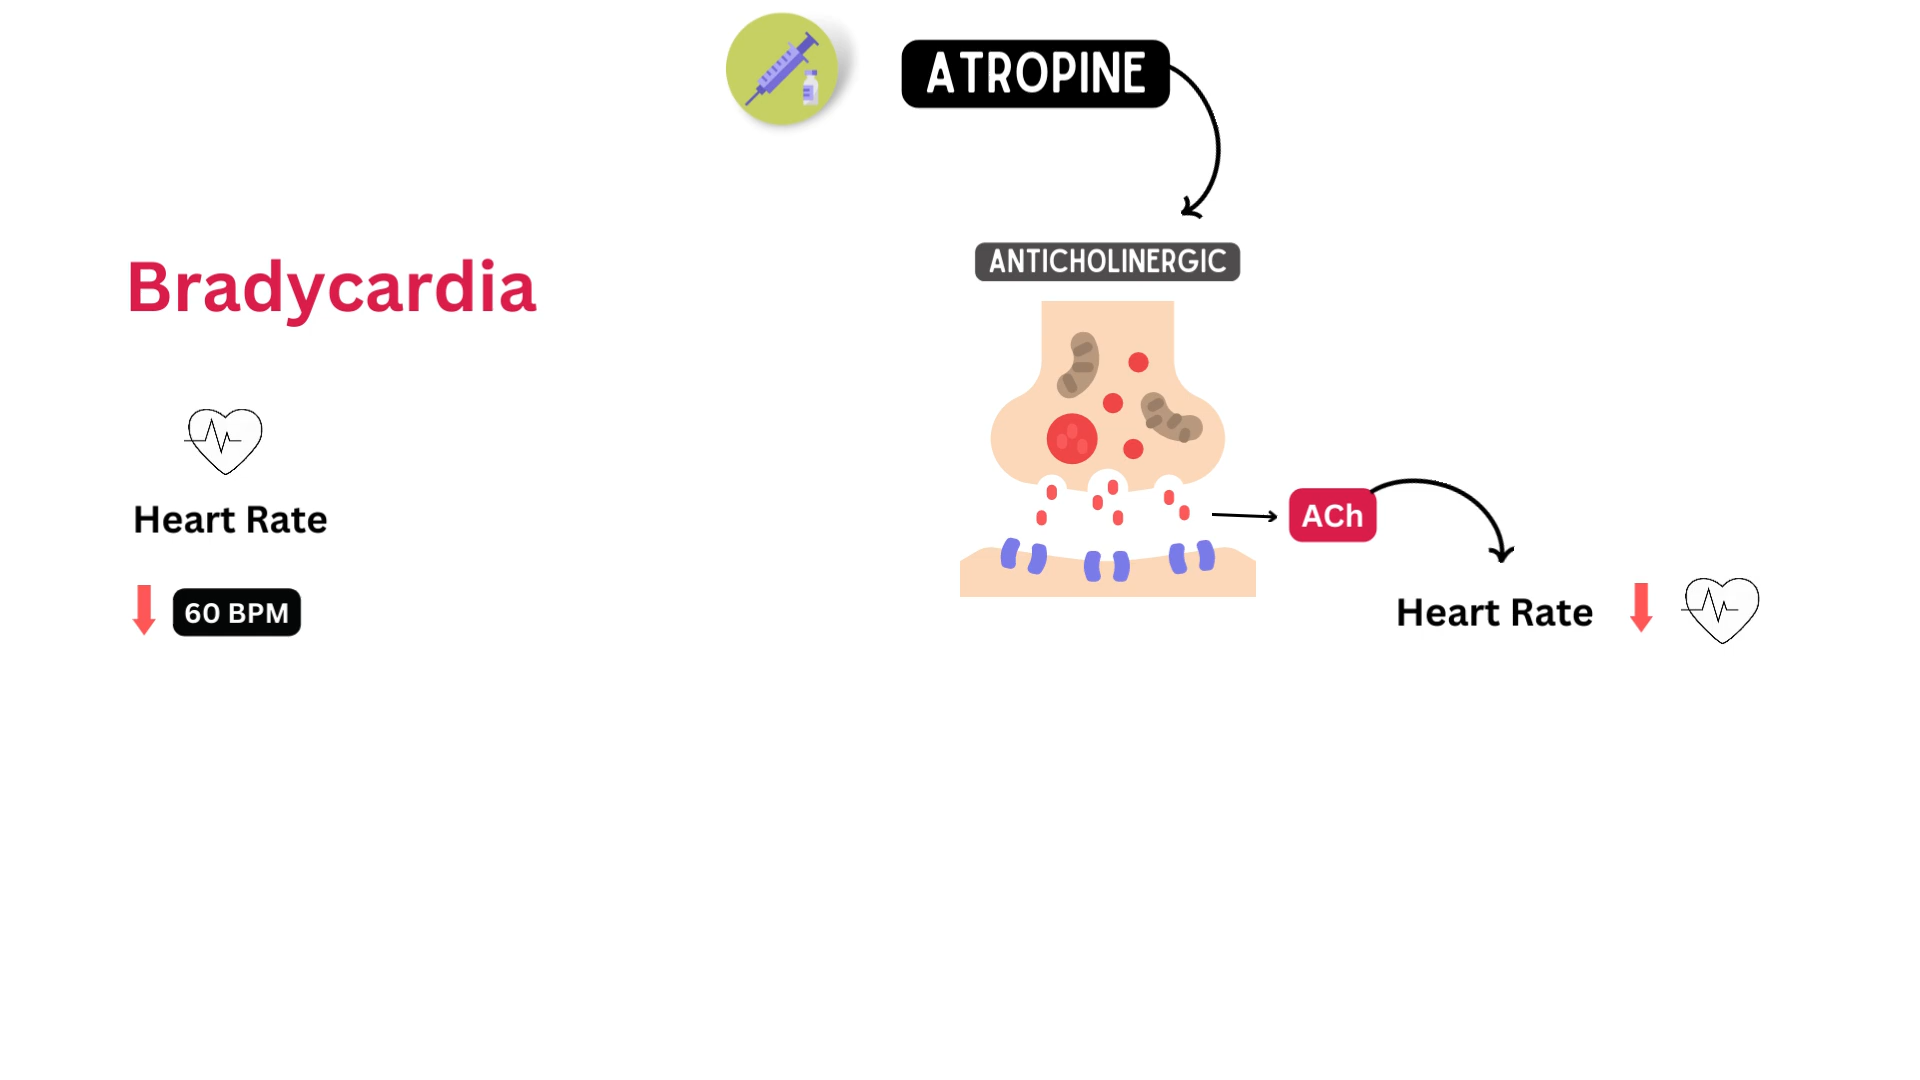 ATROPINE
ANTICHOLINERGIC
Bradycardia
Heart Rate
60 BPM
ACh
Heart Rate